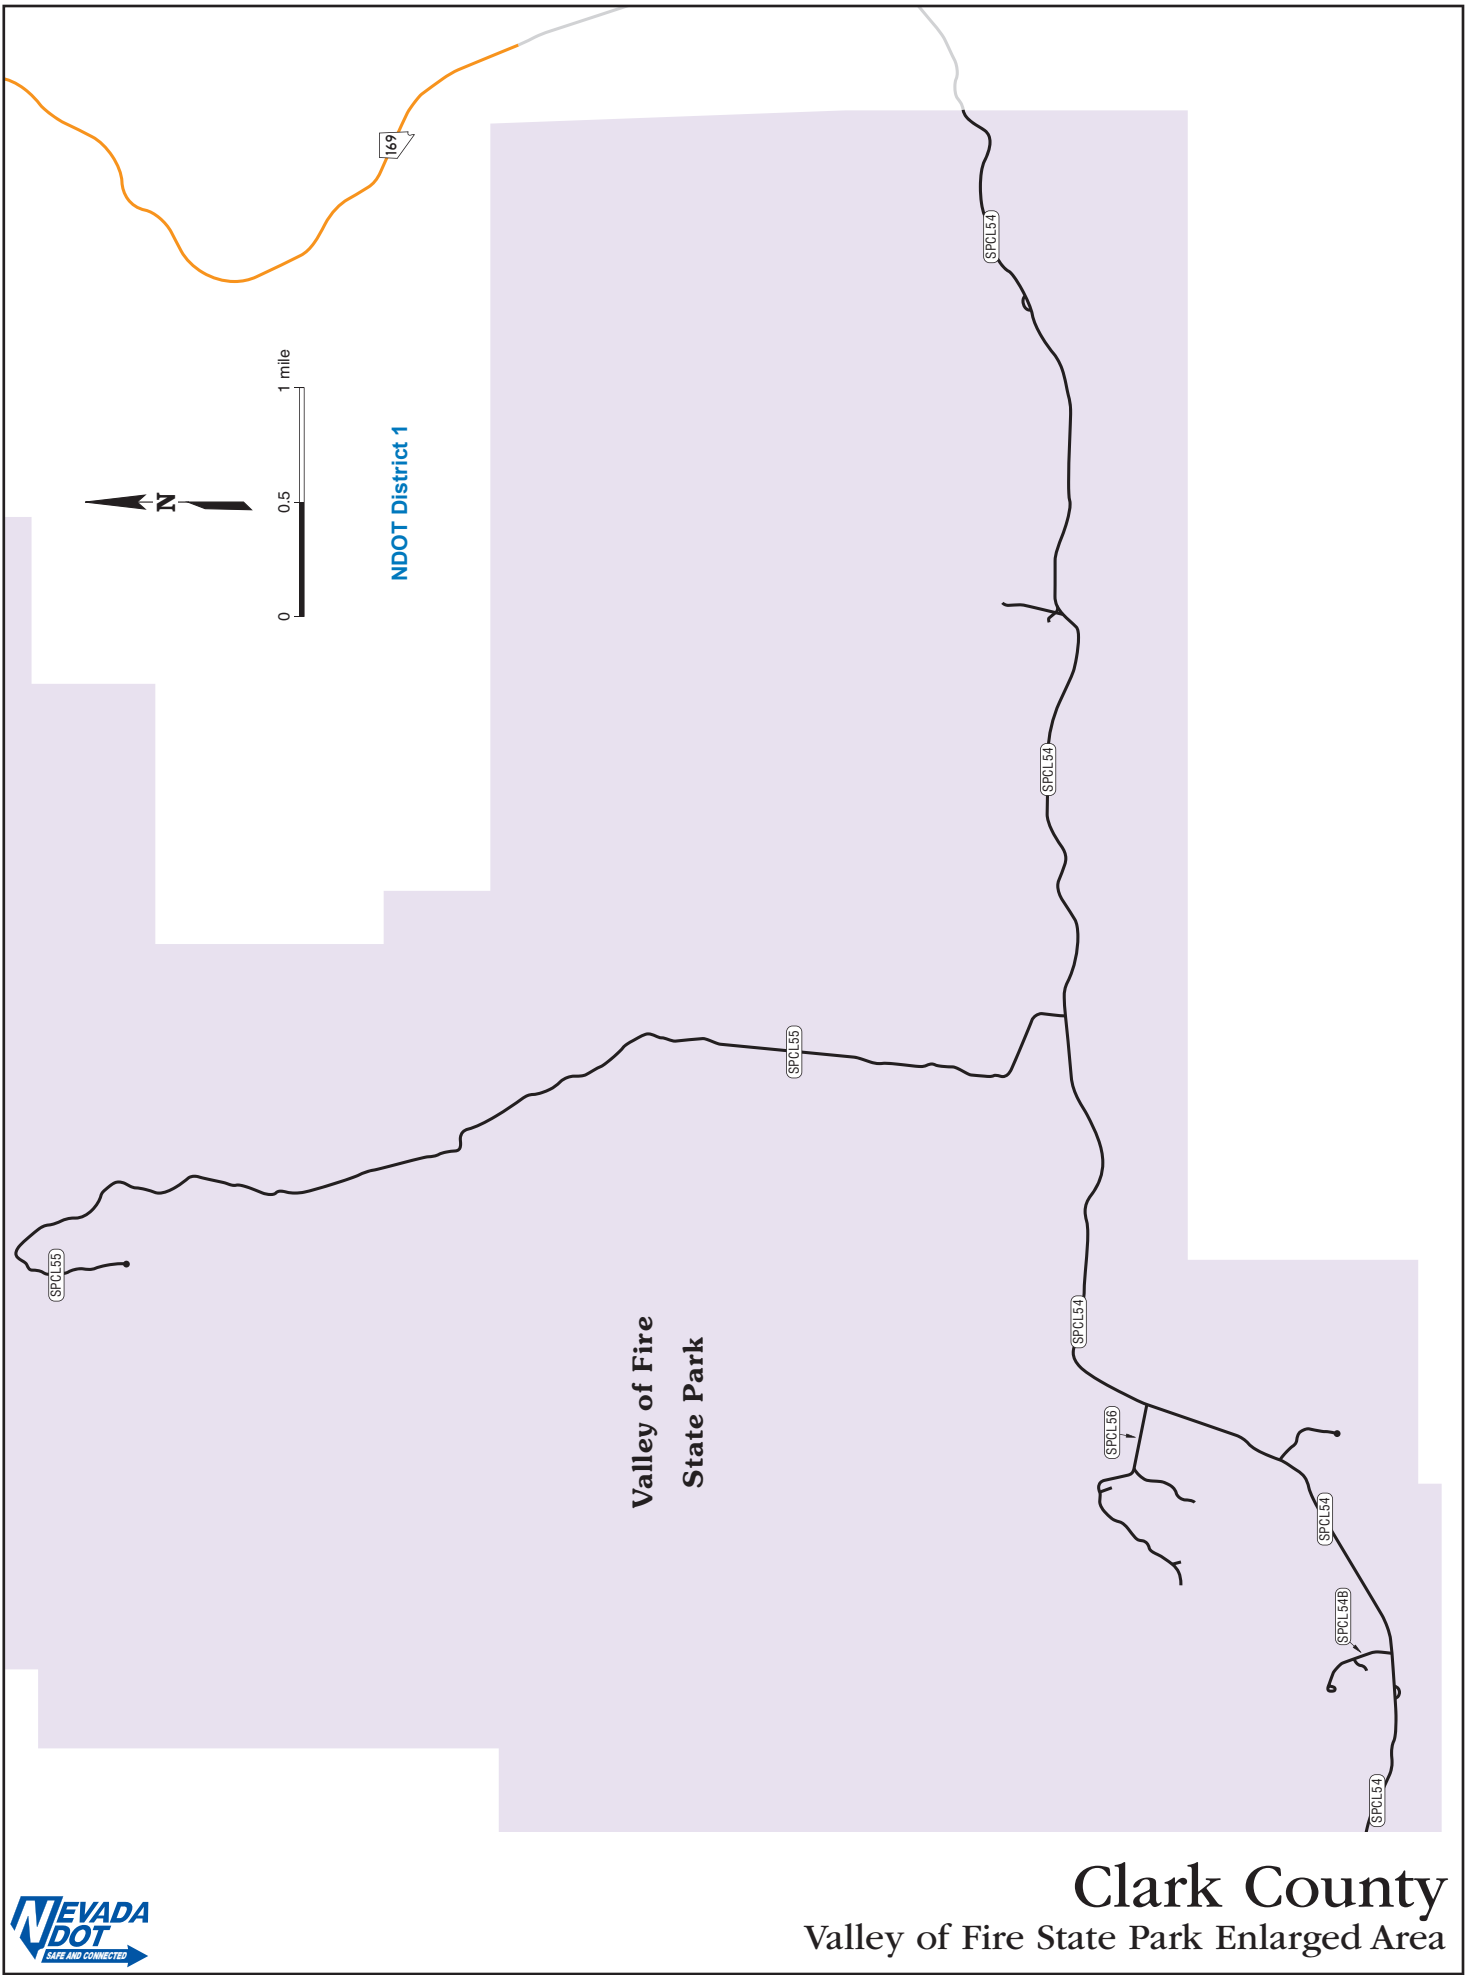 169
SPCL54
1 mile
0.5
0
N
NDOT District 1
SPCL54
SPCL55
SPCL55
SPCL54
Valley of Fire
State Park
SPCL56
SPCL54
SPCL54B
SPCL54
NEVADA
DOT
SAFE AND CONNECTED
Clark County
Valley of Fire State Park Enlarged Area